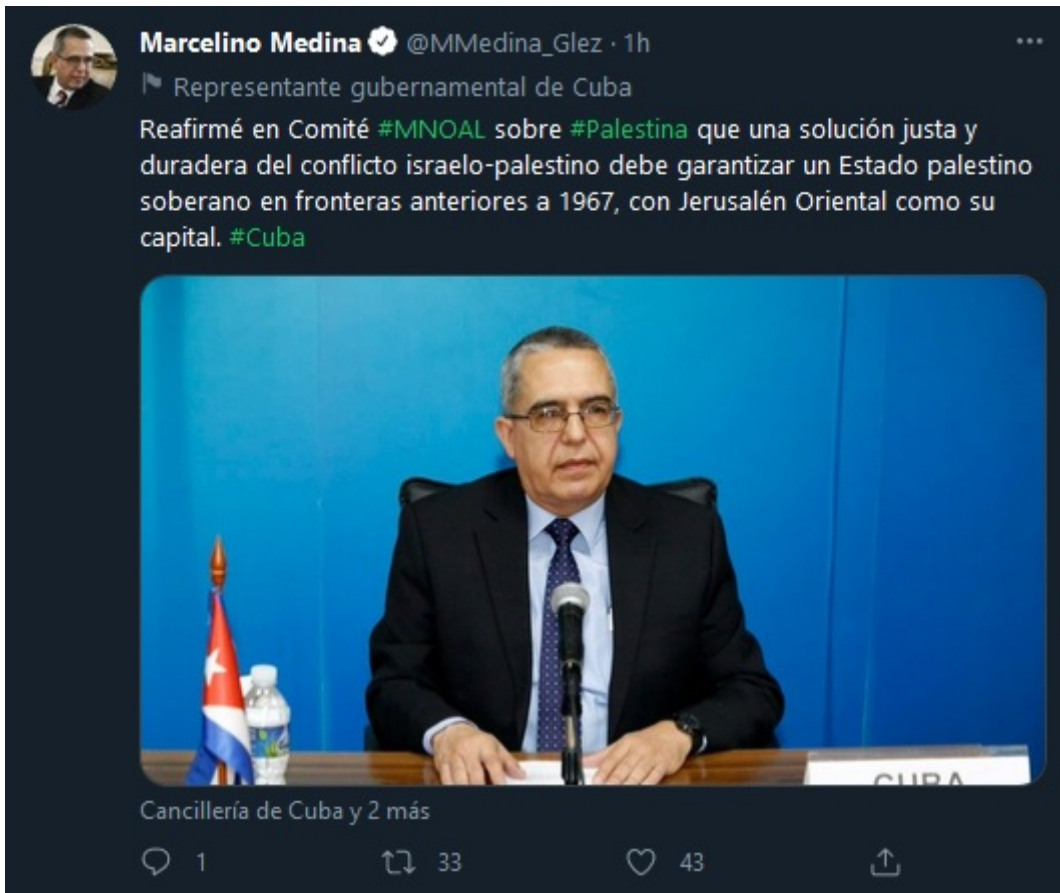 Marcelino Medina @MMedina_Glez · 1h
Representante gubernamental de Cuba
Reafirmé en Comité #MNOAL sobre #Palestina que una solución justa y
duradera del conflicto israelo-palestino debe garantizar un Estado palestino
soberano en fronteras anteriores a 1967, con Jerusalén Oriental como su
capital. #Cuba
CUBA
Cancillería de Cuba y 2 más
1 33 43